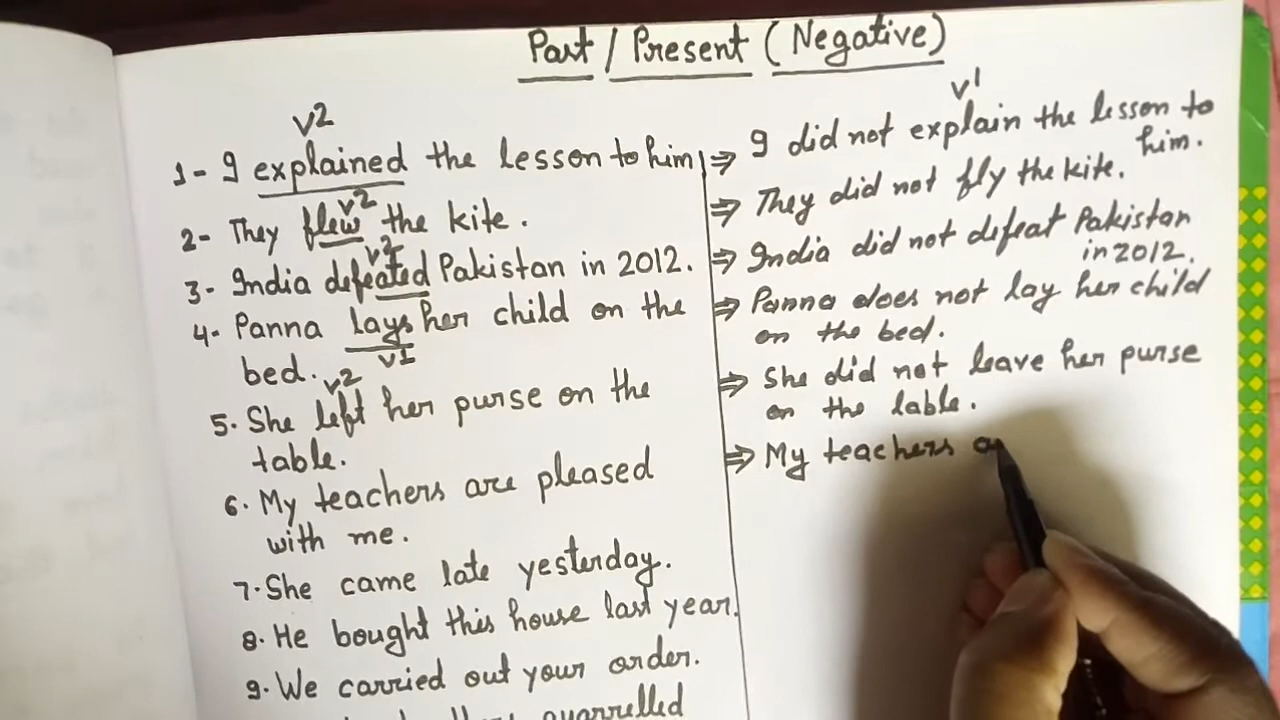 Past / Present (Negative)
v2
1- I explained the lesson to him
2- They flew the kite.
v2
3- India defeated Pakistan in 2012.
v2
4- Panna lays her child on the
bed.
v1
5. She left her purse on the
v2
table.
6. My teachers are pleased
with me.
7. She came late yesterday.
8. He bought this house last year.
9. We carried out your order.
quarrelled
v1
⇒ I did not explain the lesson to
him.
⇒ They did not fly the kite.
⇒ India did not defeat Pakistan
in 2012.
⇒ Panna does not lay her child
on the bed.
⇒ She did not leave her purse
on the lable.
⇒ My teachers a